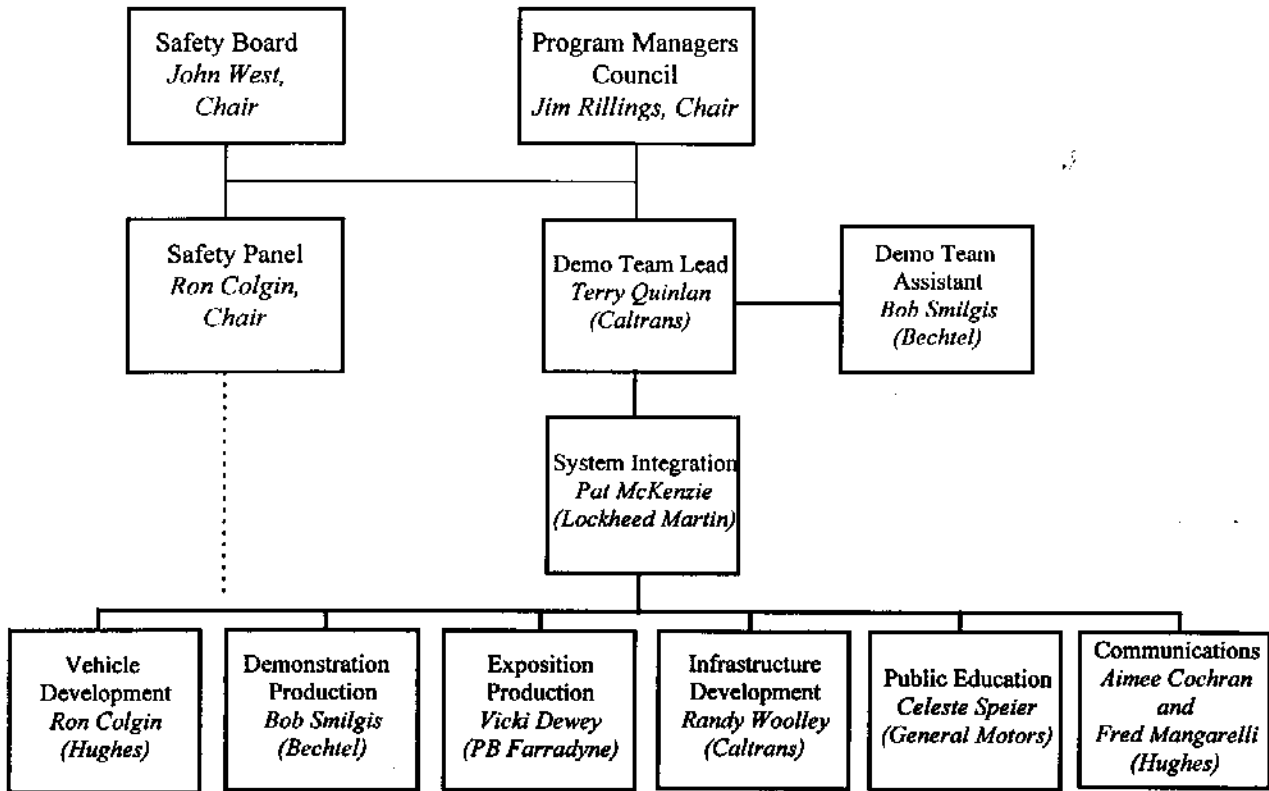 Safety Board
John West,
Chair
Program Managers
Council
Jim Rillings, Chair
Safety Panel
Ron Colgin,
Chair
Demo Team Lead
Terry Quinlan
(Caltrans)
Demo Team
Assistant
Bob Smilgis
(Bechtel)
System Integration
Pat McKenzie
(Lockheed Martin)
Vehicle
Development
Ron Colgin
(Hughes)
Demonstration
Production
Bob Smilgis
(Bechtel)
Exposition
Production
Vicki Dewey
(PB Farradyne)
Infrastructure
Development
Randy Woolley
(Caltrans)
Public Education
Celeste Speier
(General Motors)
Communications
Aimee Cochran
and
Fred Mangarelli
(Hughes)